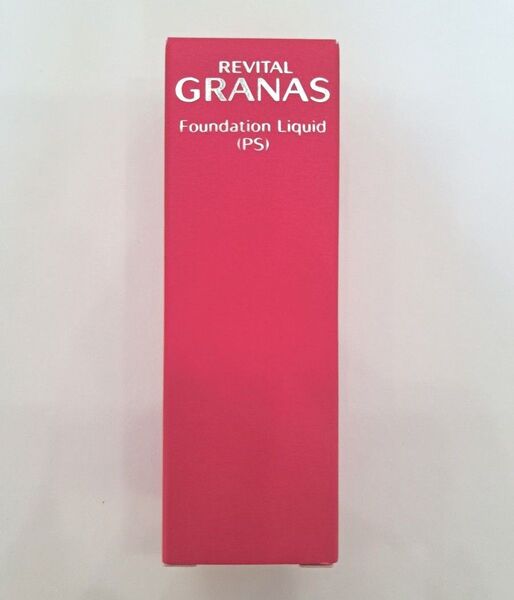 REVITAL
GRANAS
Foundation Liquid
(PS)